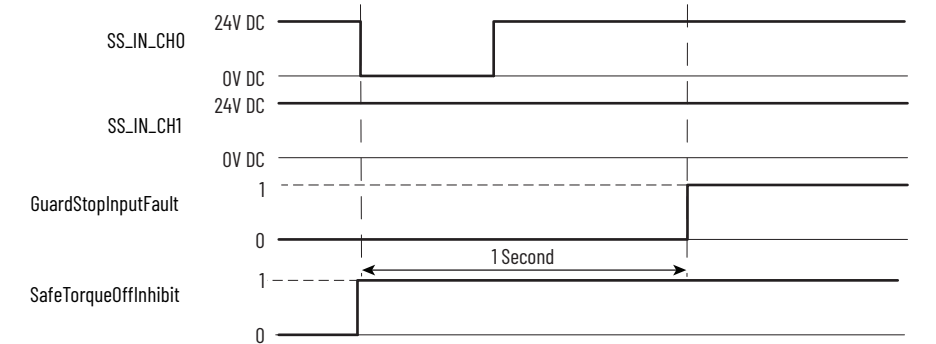 24V DC
SS_IN_CH0
0V DC
24V DC
SS_IN_CH1
0V DC
1
GuardStopInputFault
0
1 Second
1
SafeTorqueOffInhibit
0